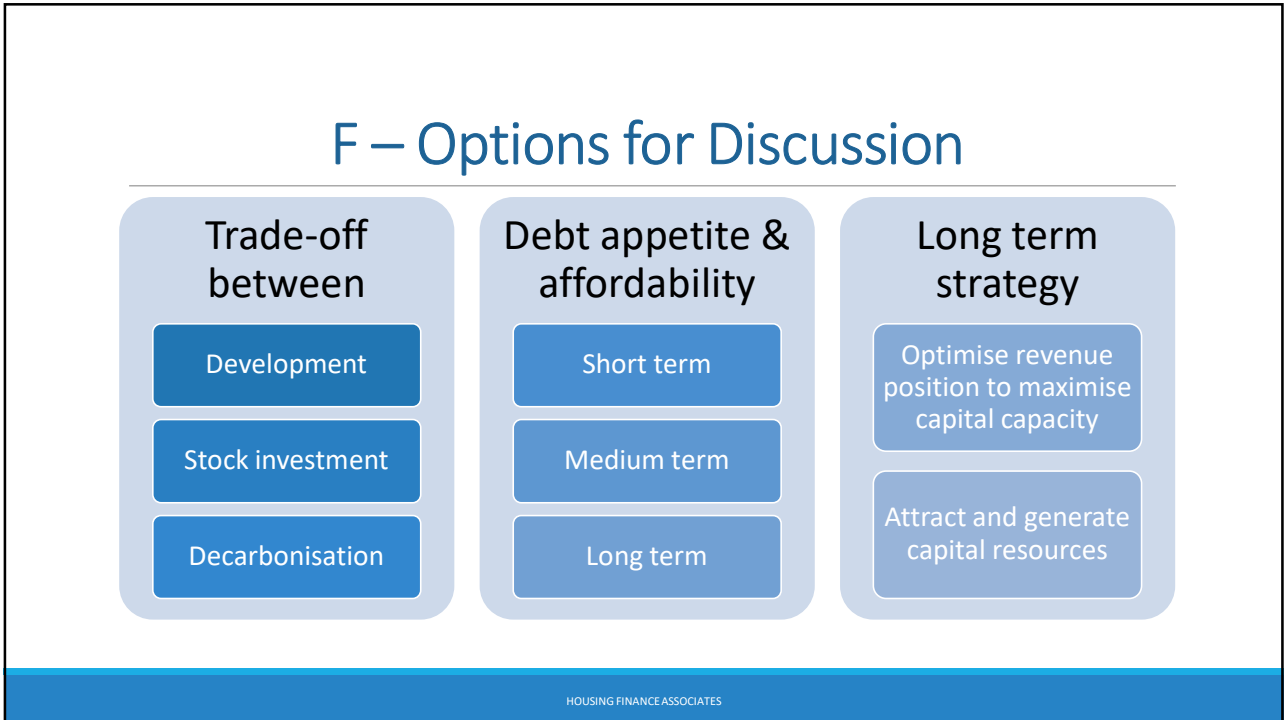 F – Options for Discussion
Trade-off
between
Development
Stock investment
Decarbonisation
Debt appetite &
affordability
Short term
Medium term
Long term
Long term
strategy
Optimise revenue
position to maximise
capital capacity
Attract and generate
capital resources
HOUSING FINANCE ASSOCIATES